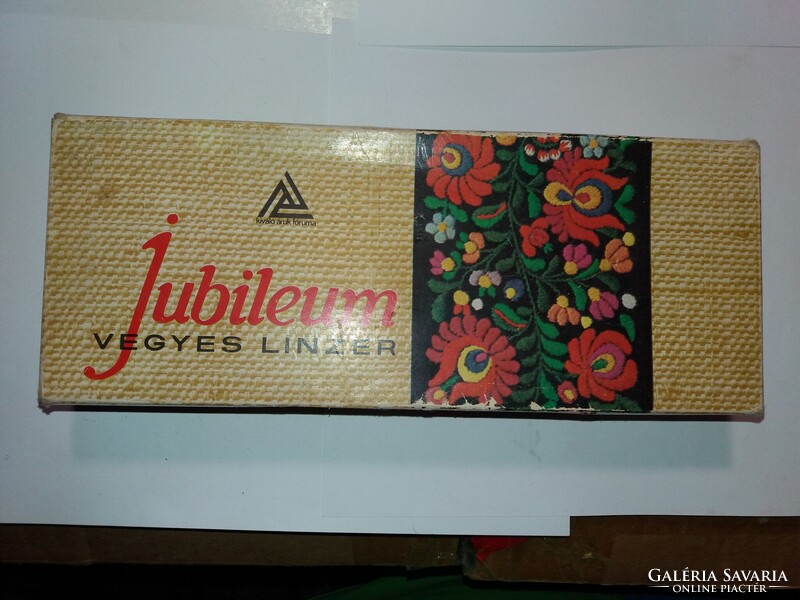 kiváló áruk fóruma
Jubileum
VEGYES LINZER
GALÉRIA SAVARIA
ONLINE PIACTÉR